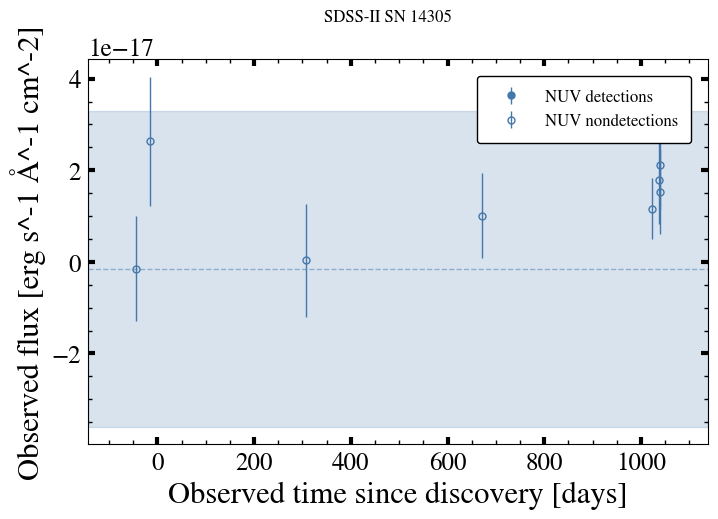 SDSS-II SN 14305
1e−17
Observed flux [erg s^-1 Å^-1 cm^-2]
4
2
0
−2
NUV detections
NUV nondetections
0 200 400 600 800 1000
Observed time since discovery [days]